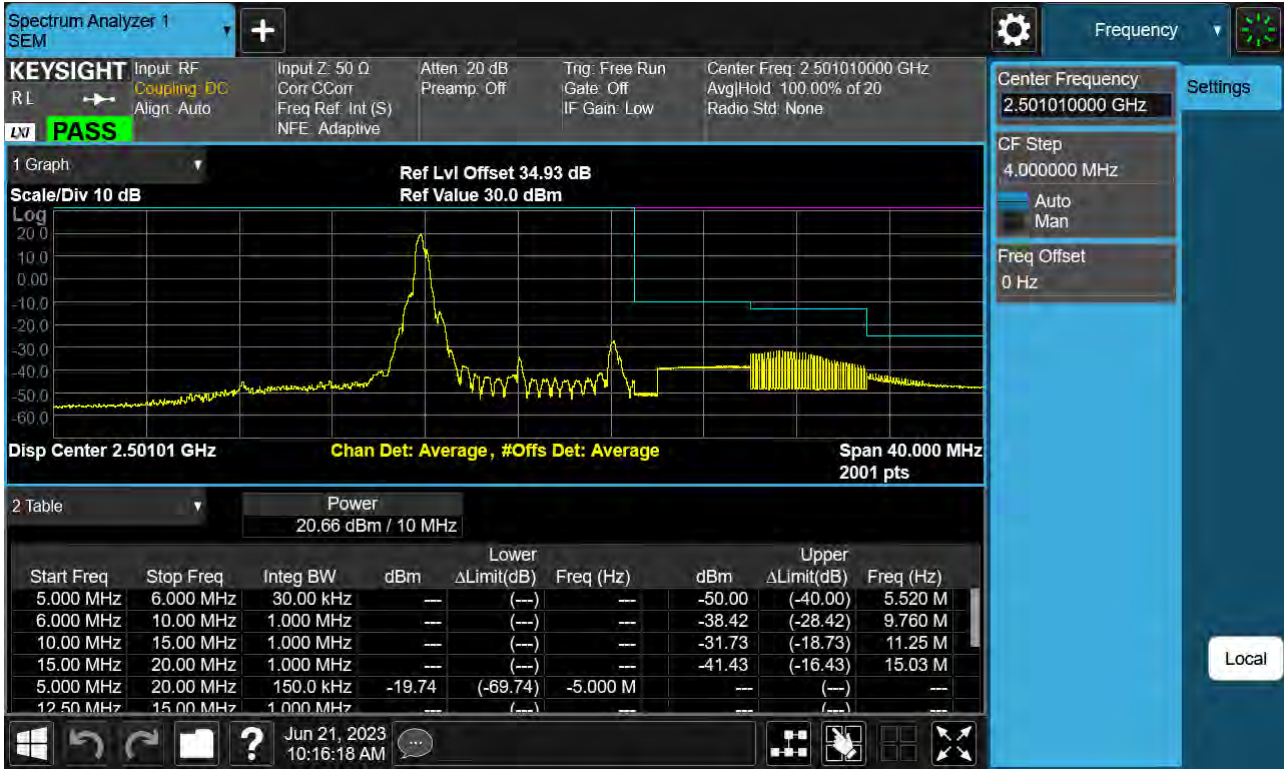 Spectrum Analyzer 1
SEM
Frequency
KEYSIGHT
R L
LXI
PASS
Input: RF
Coupling: DC
Align: Auto
Input Z: 50 Ω
Corr CCorr
Freq Ref: Int (S)
NFE: Adaptive
Atten: 20 dB
Preamp: Off
Trig: Free Run
Gate: Off
IF Gain: Low
Center Freq: 2.501010000 GHz
Avg|Hold: 100.00% of 20
Radio Std: None
Center Frequency
2.501010000 GHz
Settings
CF Step
4.000000 MHz
Auto
Man
Freq Offset
0 Hz
1 Graph
Scale/Div 10 dB
Ref Lvl Offset 34.93 dB
Ref Value 30.0 dBm
Log
20.0
10.0
0.00
-10.0
-20.0
-30.0
-40.0
-50.0
-60.0
Disp Center 2.50101 GHz
Chan Det: Average , #Offs Det: Average
Span 40.000 MHz
2001 pts
2 Table
Power
20.66 dBm / 10 MHz
Lower Upper
Start Freq Stop Freq Integ BW dBm ΔLimit(dB) Freq (Hz) dBm ΔLimit(dB) Freq (Hz)
5.000 MHz 6.000 MHz 30.00 kHz --- (---) --- -50.00 (-40.00) 5.520 M
6.000 MHz 10.00 MHz 1.000 MHz --- (---) --- -38.42 (-28.42) 9.760 M
10.00 MHz 15.00 MHz 1.000 MHz --- (---) --- -31.73 (-18.73) 11.25 M
15.00 MHz 20.00 MHz 1.000 MHz --- (---) --- -41.43 (-16.43) 15.03 M
5.000 MHz 20.00 MHz 150.0 kHz -19.74 (-69.74) -5.000 M --- (---) ---
12.50 MHz 15.00 MHz 1.000 MHz --- (---) --- --- (---) ---
Local
Jun 21, 2023
10:16:18 AM